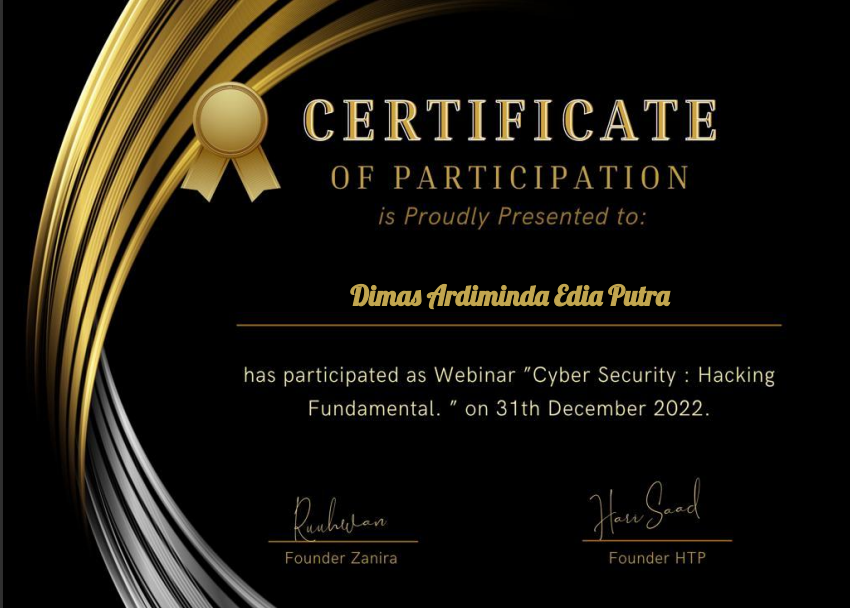 CERTIFICATE
OF PARTICIPATION
is Proudly Presented to:
Dimas Ardiminda Edia Putra
has participated as Webinar ”Cyber Security : Hacking
Fundamental. ” on 31th December 2022.
Ruuhwan
Hari Saad
Founder Zanira
Founder HTP